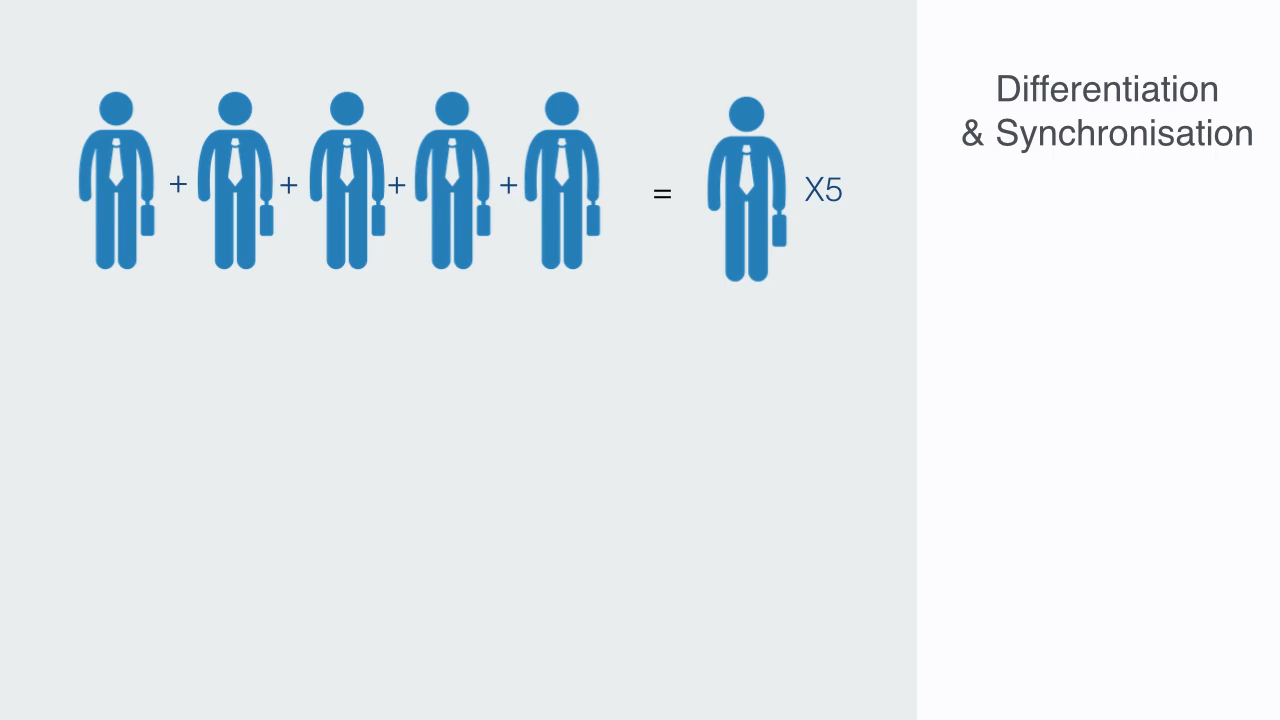 + + + + = X5
Differentiation
& Synchronisation